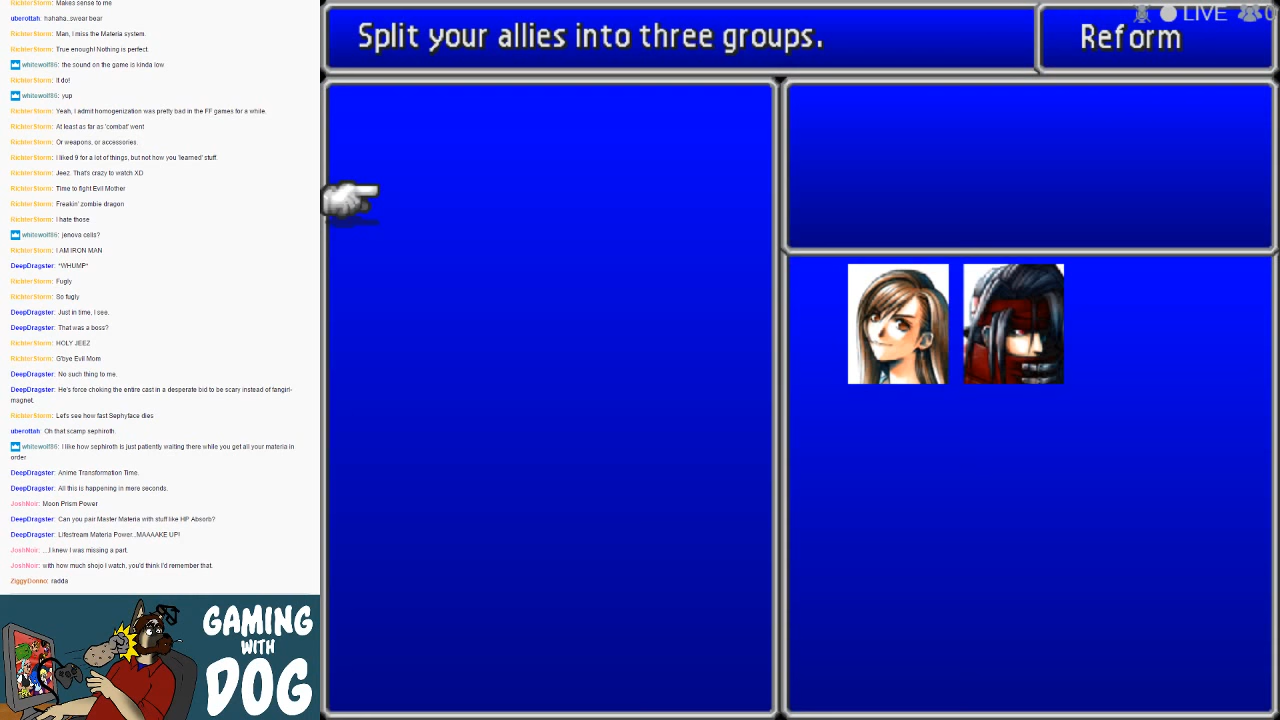 RichterStorm: Makes sense to me
uberottah: hahaha..swear bear
RichterStorm: Man, I miss the Materia system.
RichterStorm: True enough! Nothing is perfect.
whitewolf86: the sound on the game is kinda low
RichterStorm: It do!
whitewolf86: yup
RichterStorm: Yeah, I admit homogenization was pretty bad in the FF games for a while.
RichterStorm: At least as far as 'combat' went
RichterStorm: Or weapons, or accessories.
RichterStorm: I liked 9 for a lot of things, but not how you 'learned' stuff.
RichterStorm: Jeez. That's crazy to watch XD
RichterStorm: Time to fight Evil Mother
RichterStorm: Freakin' zombie dragon
RichterStorm: I hate those
whitewolf86: jenova cells?
RichterStorm: I AM IRON MAN
DeepDragster: *WHUMP*
RichterStorm: Fugly
RichterStorm: So fugly
DeepDragster: Just in time, I see.
DeepDragster: That was a boss?
RichterStorm: HOLY JEEZ
RichterStorm: G'bye Evil Mom
DeepDragster: No such thing to me.
DeepDragster: He's force choking the entire cast in a desperate bid to be scary instead of fangirl-
magnet.
RichterStorm: Let's see how fast Sephyface dies
uberottah: Oh that scamp sephiroth.
whitewolf86: I like how sephiroth is just patiently waiting there while you get all your materia in
order
DeepDragster: Anime Transformation Time.
DeepDragster: All this is happening in mere seconds.
JoshNoir: Moon Prism Power
DeepDragster: Can you pair Master Materia with stuff like HP Absorb?
DeepDragster: Lifestream Materia Power...MAAAAKE UP!
JoshNoir: ....I knew I was missing a part.
JoshNoir: with how much shojo I watch, you'd think I'd remember that.
ZiggyDonno: radda
GAMING
WITH
DOG
Split your allies into three groups.
Reform
LIVE
0